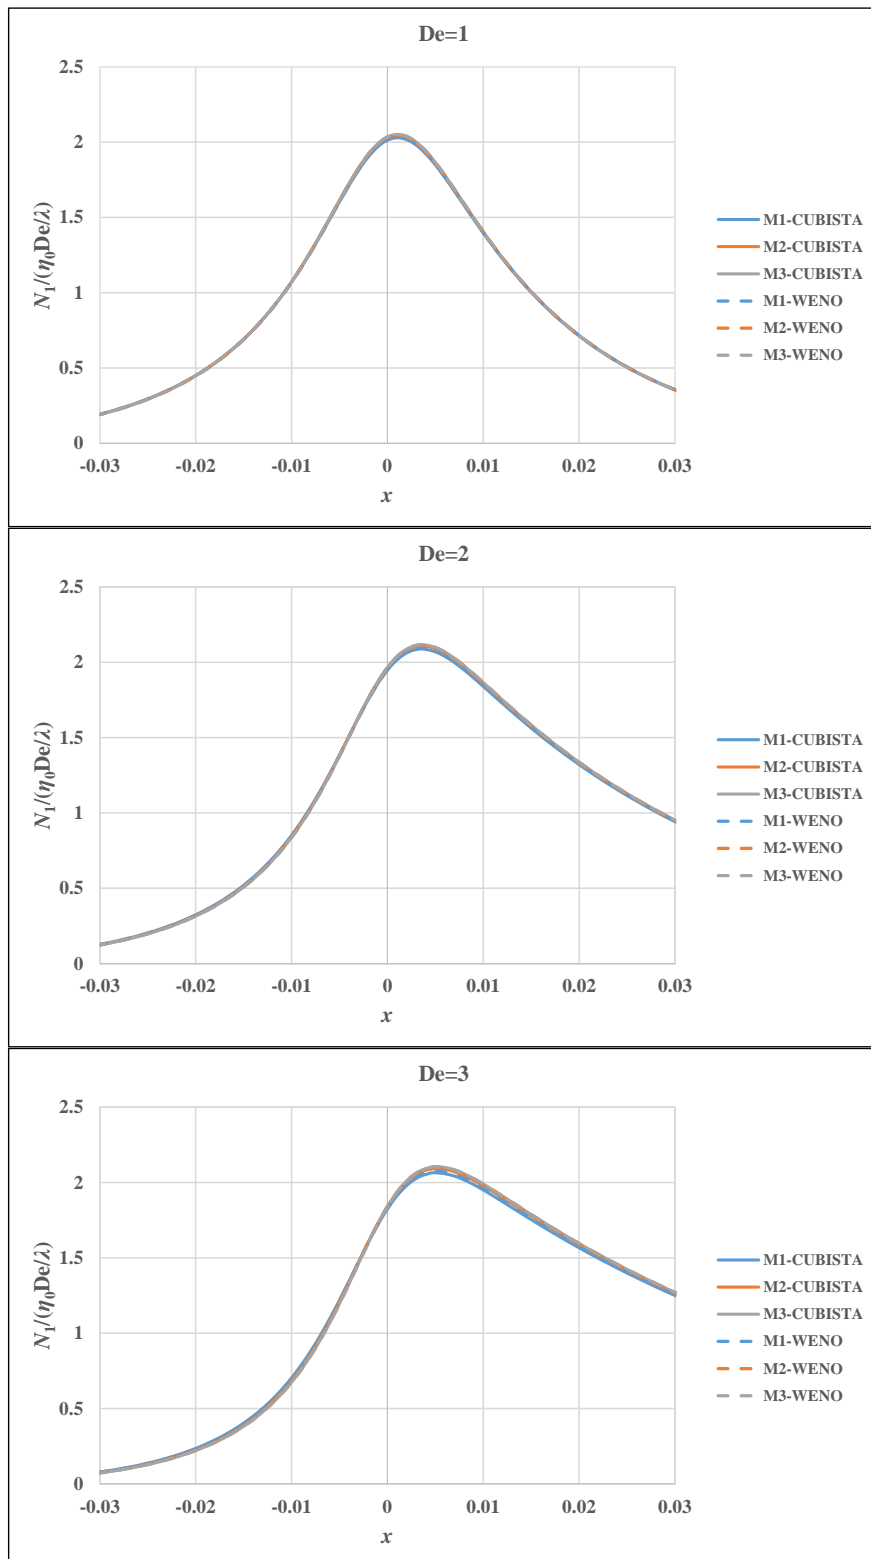 De=1
2.5
2
1.5
1
0.5
0
N₁/(η₀De/λ)
-0.03 -0.02 -0.01 0 0.01 0.02 0.03
x
M1-CUBISTA
M2-CUBISTA
M3-CUBISTA
M1-WENO
M2-WENO
M3-WENO
De=2
2.5
2
1.5
1
0.5
0
N₁/(η₀De/λ)
-0.03 -0.02 -0.01 0 0.01 0.02 0.03
x
M1-CUBISTA
M2-CUBISTA
M3-CUBISTA
M1-WENO
M2-WENO
M3-WENO
De=3
2.5
2
1.5
1
0.5
0
N₁/(η₀De/λ)
-0.03 -0.02 -0.01 0 0.01 0.02 0.03
x
M1-CUBISTA
M2-CUBISTA
M3-CUBISTA
M1-WENO
M2-WENO
M3-WENO